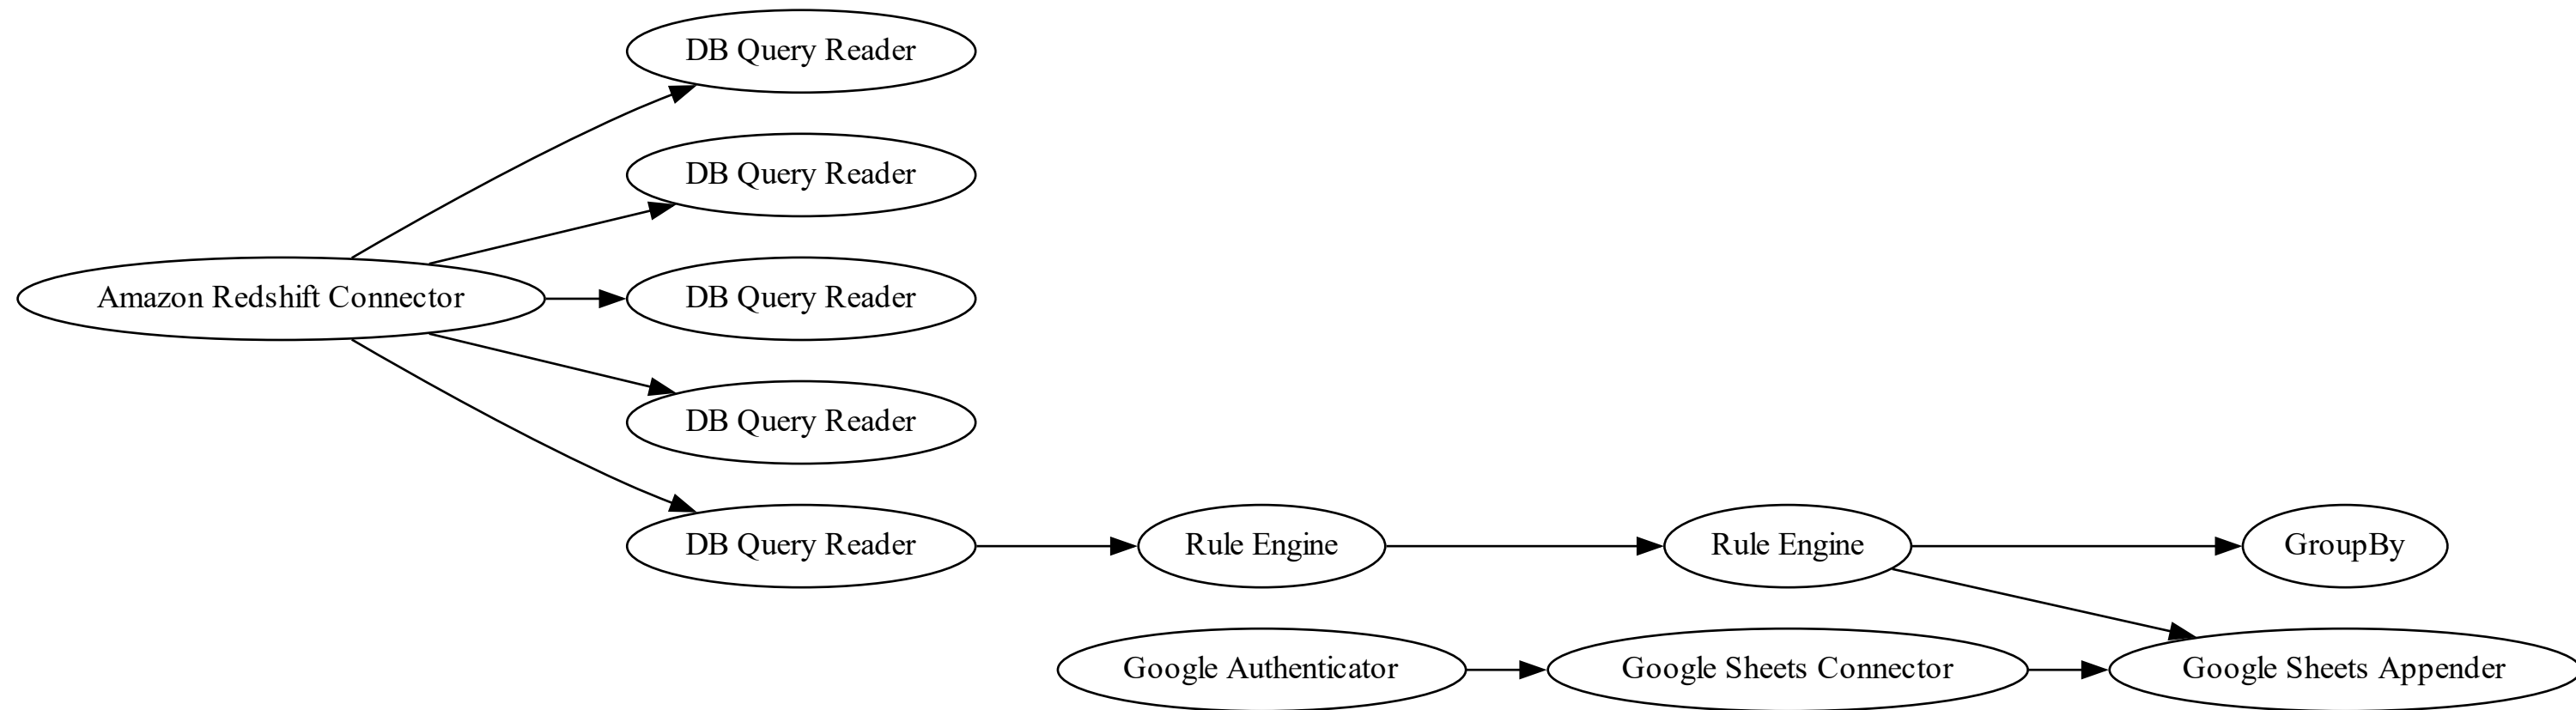 DB Query Reader
DB Query Reader
Amazon Redshift Connector
DB Query Reader
DB Query Reader
DB Query Reader
Rule Engine
Rule Engine
GroupBy
Google Authenticator
Google Sheets Connector
Google Sheets Appender